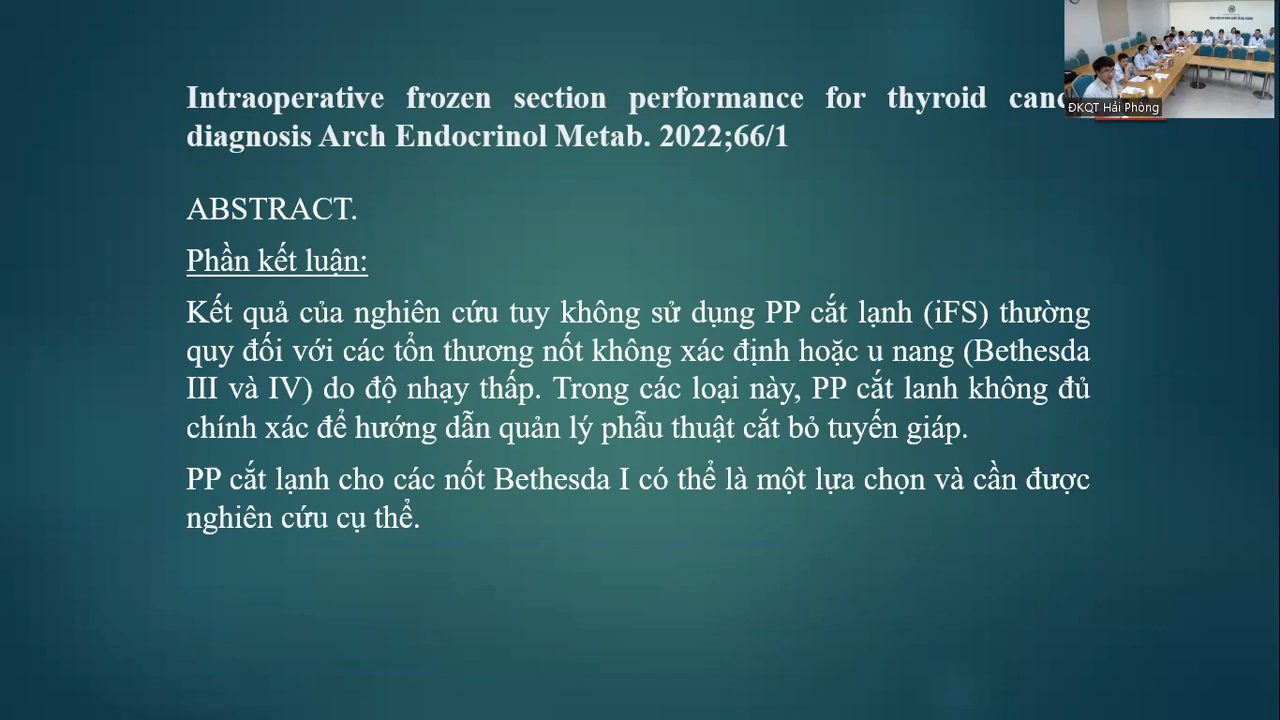 Intraoperative frozen section performance for thyroid canc
diagnosis Arch Endocrinol Metab. 2022;66/1
ĐKQT Hải Phòng
ABSTRACT.
Phần kết luận:
Kết quả của nghiên cứu tuy không sử dụng PP cắt lạnh (iFS) thường
quy đối với các tổn thương nốt không xác định hoặc u nang (Bethesda
III và IV) do độ nhạy thấp. Trong các loại này, PP cắt lanh không đủ
chính xác để hướng dẫn quản lý phẫu thuật cắt bỏ tuyến giáp.
PP cắt lạnh cho các nốt Bethesda I có thể là một lựa chọn và cần được
nghiên cứu cụ thể.